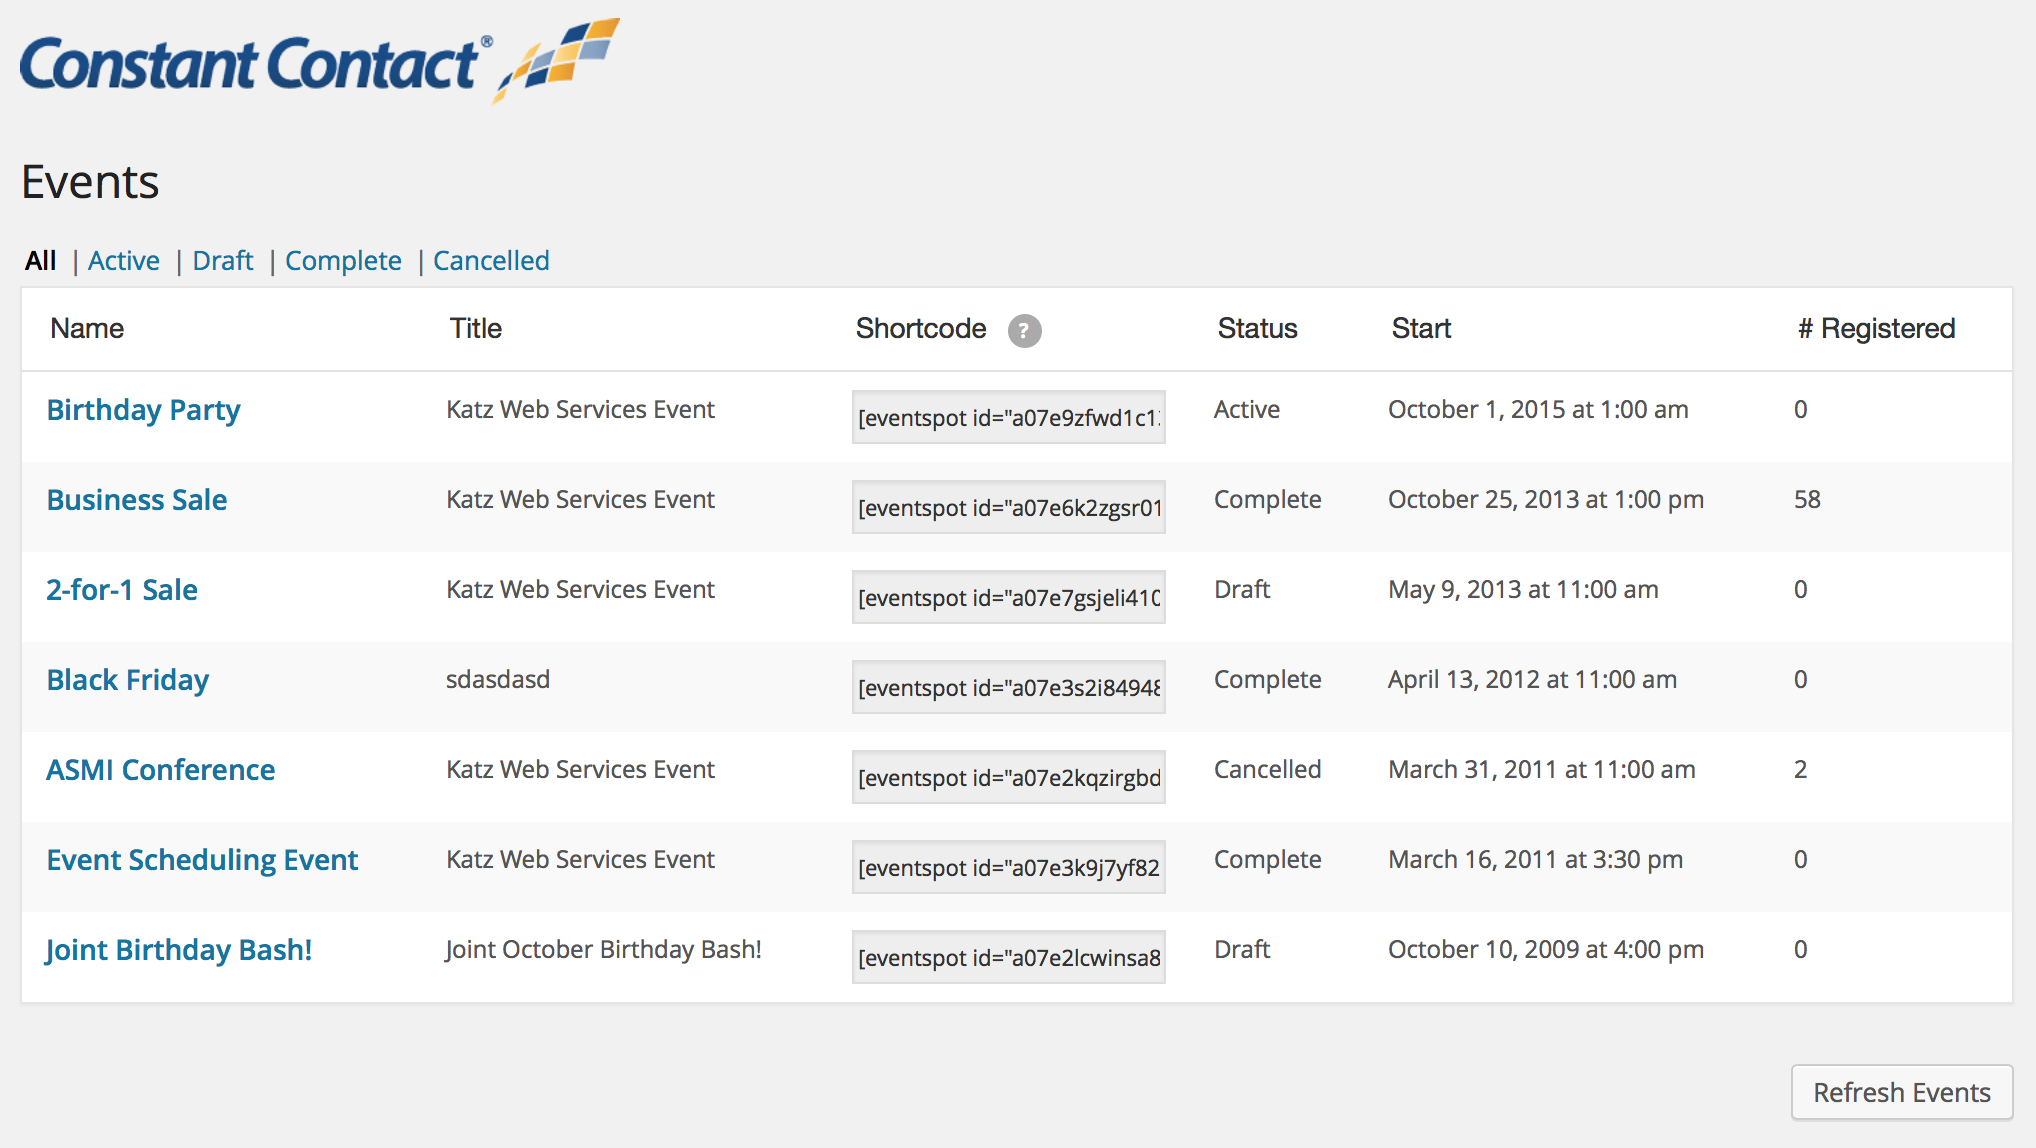 Constant Contact®
Events
All | Active | Draft | Complete | Cancelled
Name Title Shortcode ? Status Start # Registered
Birthday Party Katz Web Services Event [eventspot id="a07e9zfwd1c1 Active October 1, 2015 at 1:00 am 0
Business Sale Katz Web Services Event [eventspot id="a07e6k2zgsr01 Complete October 25, 2013 at 1:00 pm 58
2-for-1 Sale Katz Web Services Event [eventspot id="a07e7gsjeli410 Draft May 9, 2013 at 11:00 am 0
Black Friday sdasdasd [eventspot id="a07e3s2i84948 Complete April 13, 2012 at 11:00 am 0
ASMI Conference Katz Web Services Event [eventspot id="a07e2kqzirgbd Cancelled March 31, 2011 at 11:00 am 2
Event Scheduling Event Katz Web Services Event [eventspot id="a07e3k9j7yf82 Complete March 16, 2011 at 3:30 pm 0
Joint Birthday Bash! Joint October Birthday Bash! [eventspot id="a07e2lcwinsa8 Draft October 10, 2009 at 4:00 pm 0
Refresh Events